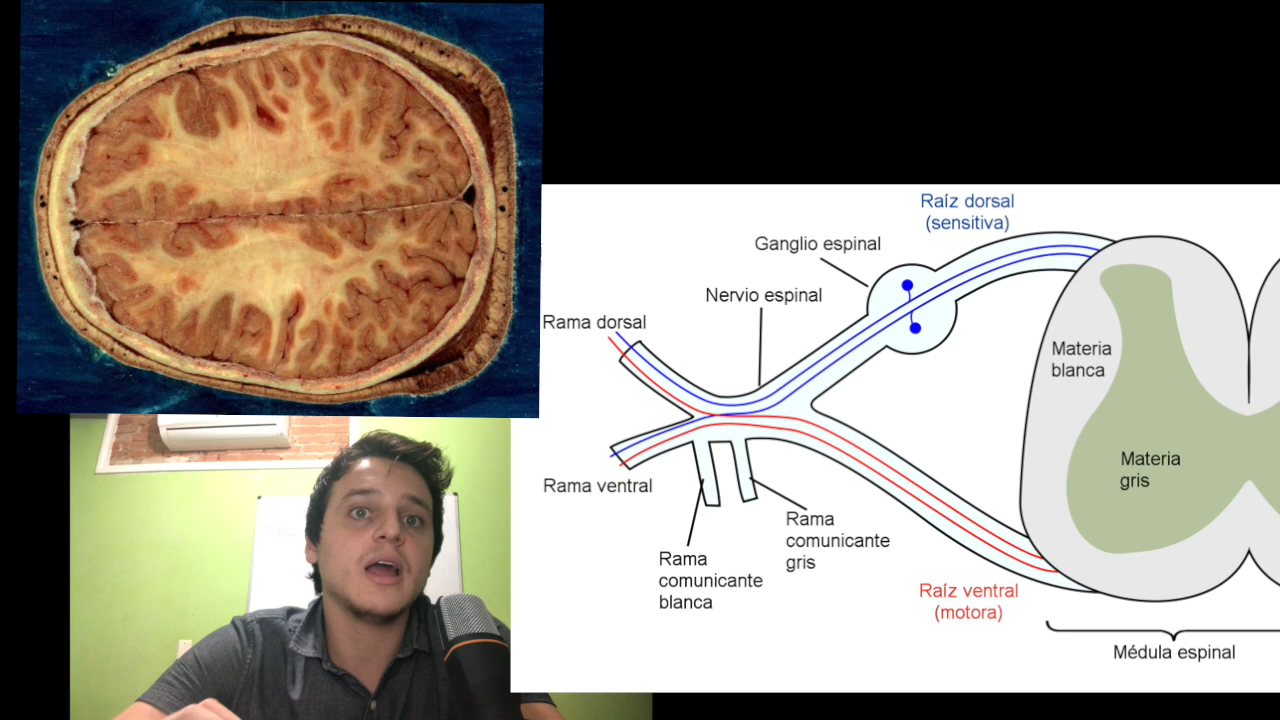 Raíz dorsal
(sensitiva)
Ganglio espinal
Nervio espinal
Rama dorsal
Materia
blanca
Materia
gris
Rama ventral
Rama
comunicante
gris
Rama
comunicante
blanca
Raíz ventral
(motora)
Médula espinal